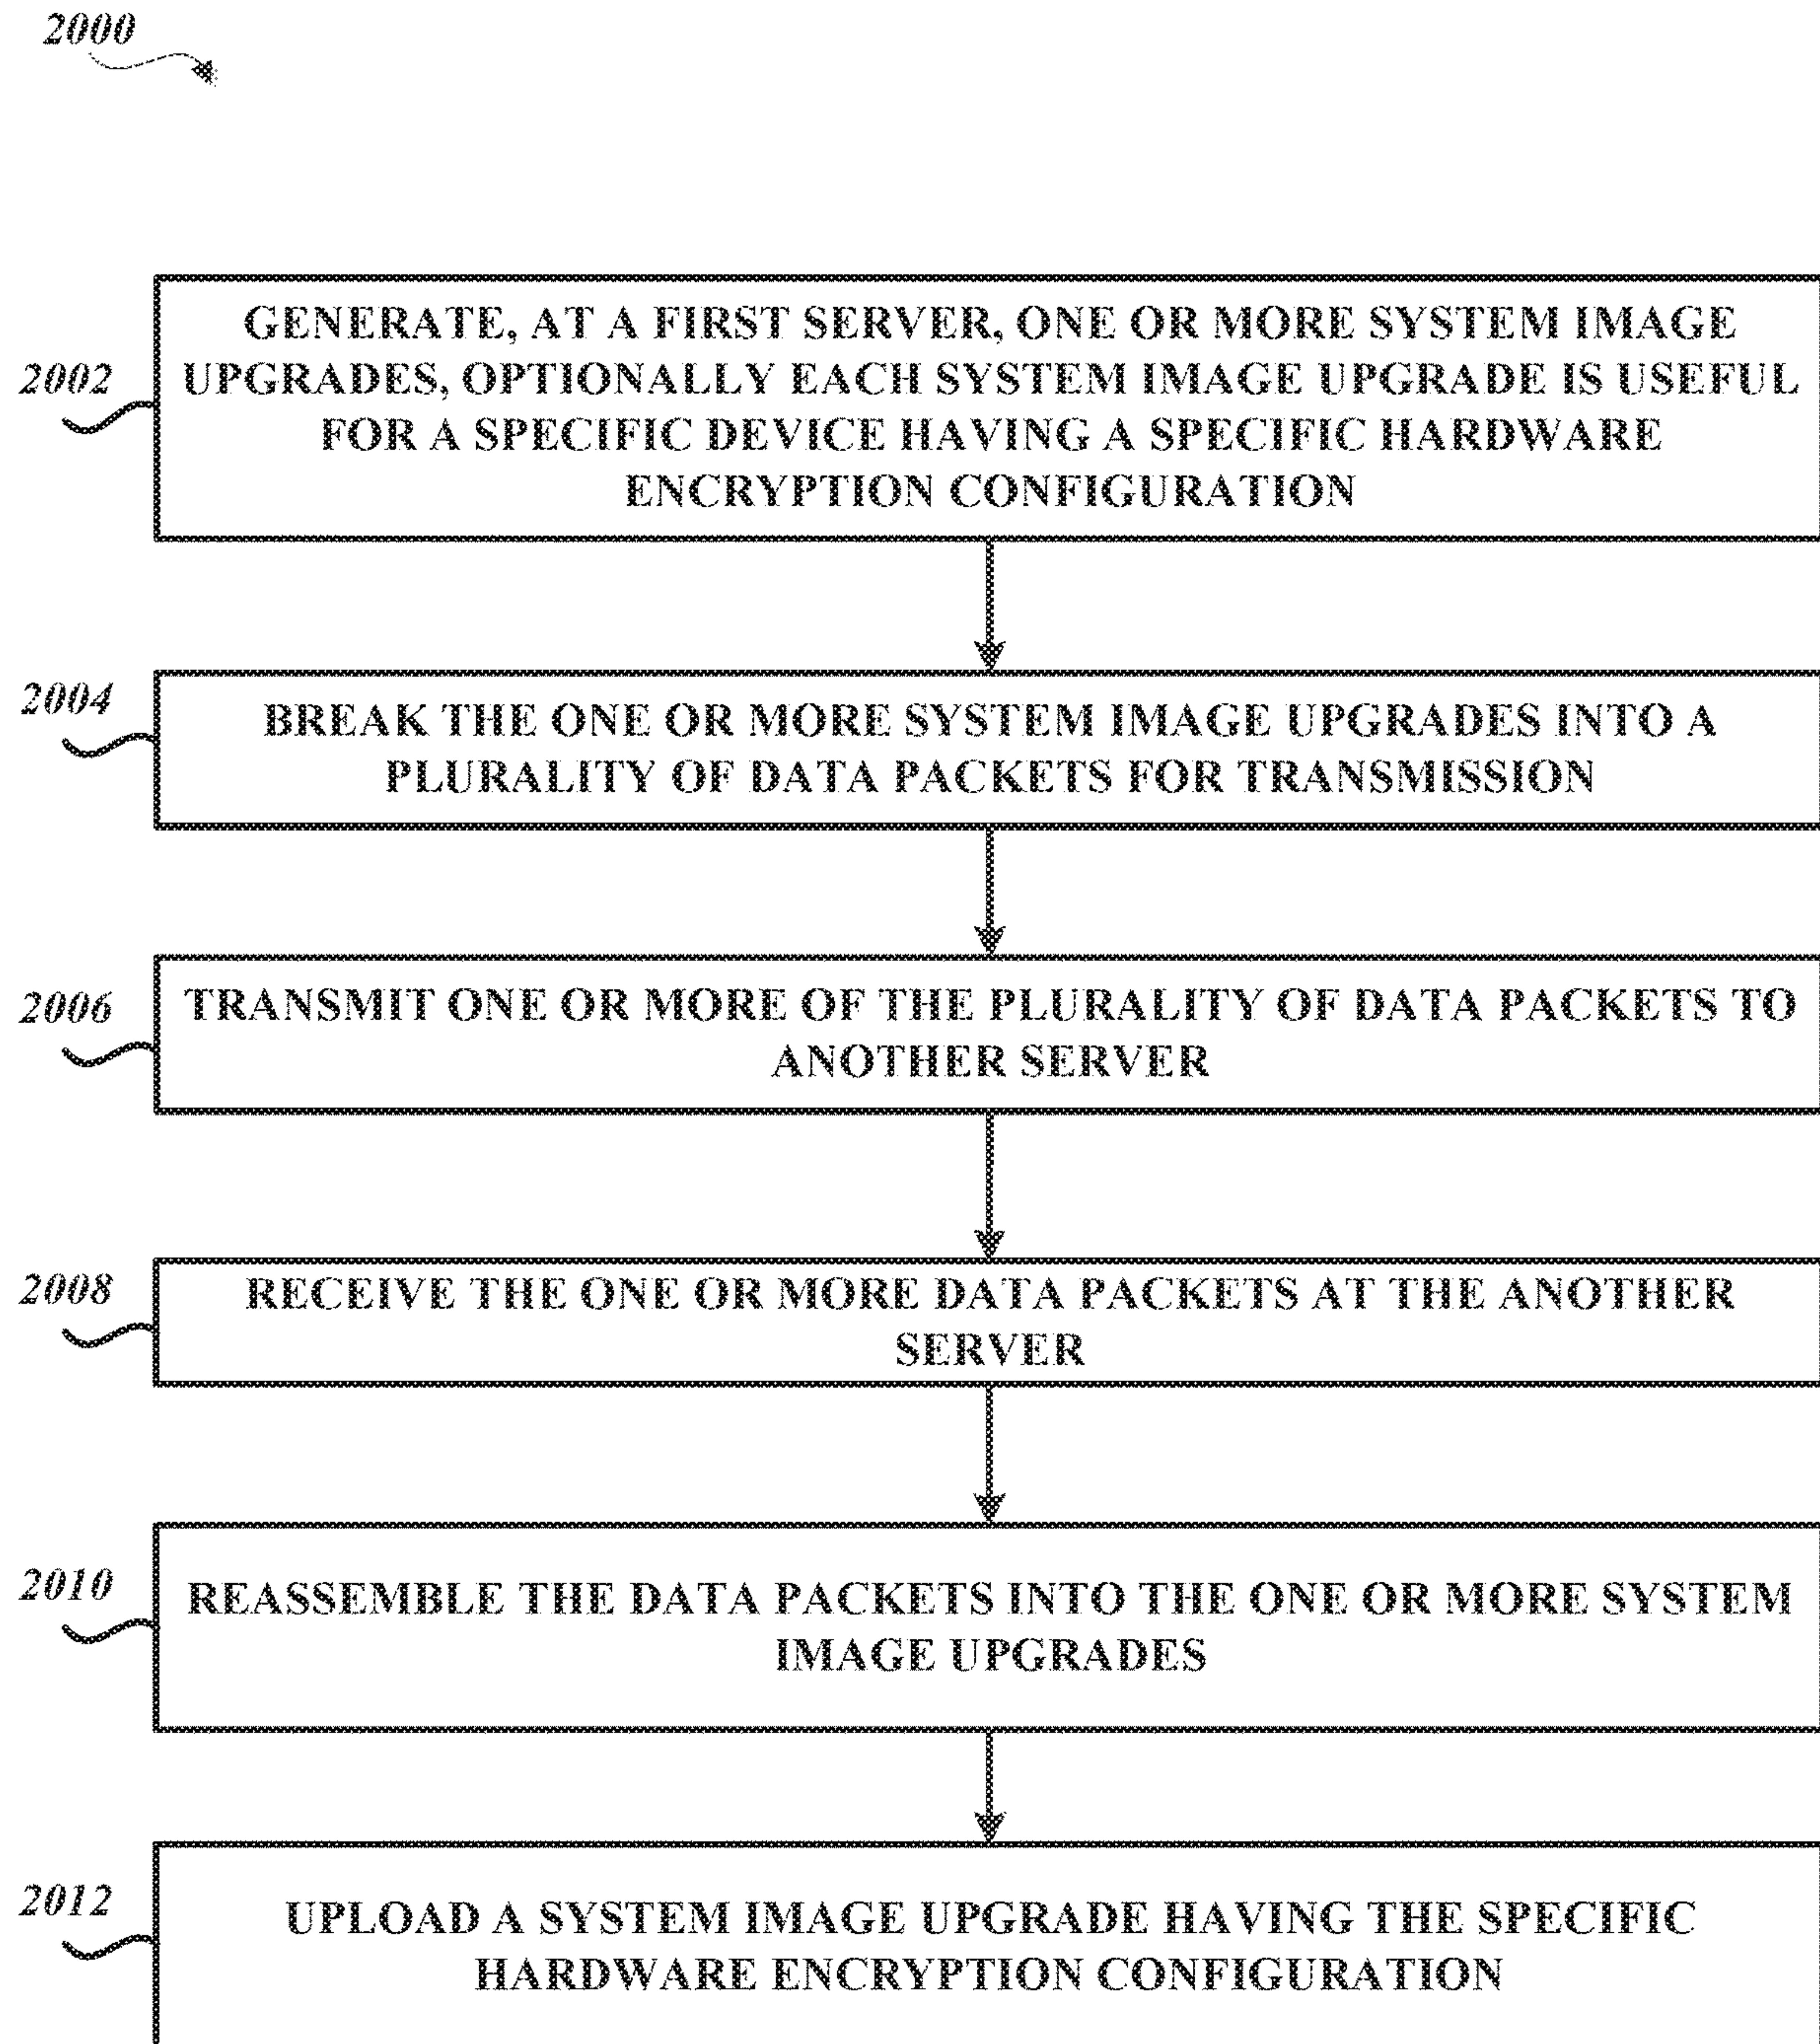 2000
2002
GENERATE, AT A FIRST SERVER, ONE OR MORE SYSTEM IMAGE
UPGRADES, OPTIONALLY EACH SYSTEM IMAGE UPGRADE IS USEFUL
FOR A SPECIFIC DEVICE HAVING A SPECIFIC HARDWARE
ENCRYPTION CONFIGURATION
2004
BREAK THE ONE OR MORE SYSTEM IMAGE UPGRADES INTO A
PLURALITY OF DATA PACKETS FOR TRANSMISSION
2006
TRANSMIT ONE OR MORE OF THE PLURALITY OF DATA PACKETS TO
ANOTHER SERVER
2008
RECEIVE THE ONE OR MORE DATA PACKETS AT THE ANOTHER
SERVER
2010
REASSEMBLE THE DATA PACKETS INTO THE ONE OR MORE SYSTEM
IMAGE UPGRADES
2012
UPLOAD A SYSTEM IMAGE UPGRADE HAVING THE SPECIFIC
HARDWARE ENCRYPTION CONFIGURATION